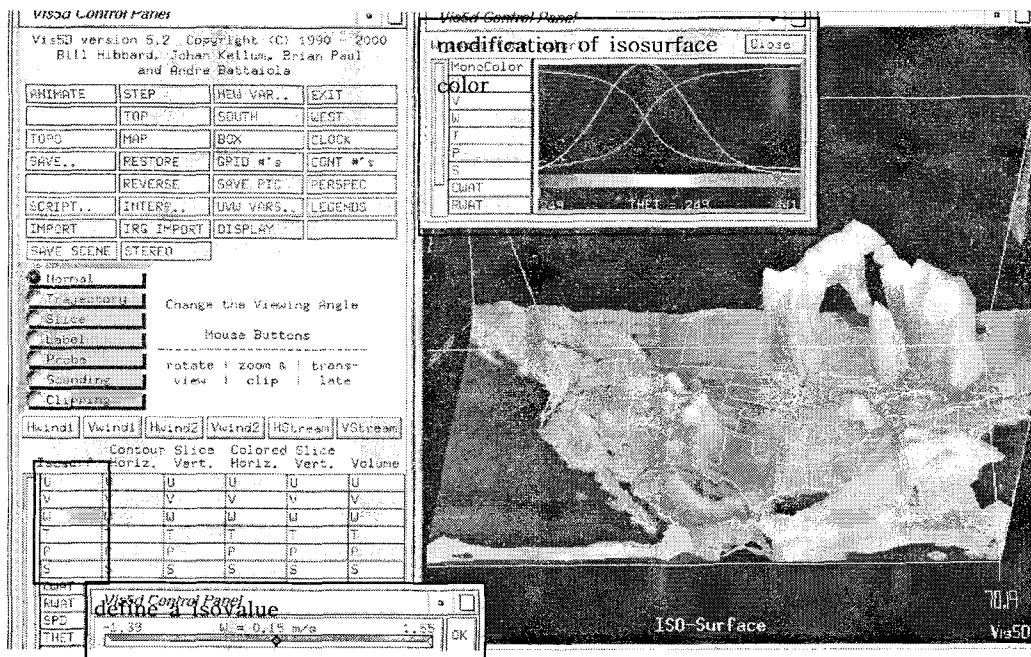 Vis5d Control Panel
Vis5D version 5.2 Copyright (C) 1990 - 2000
Bill Hibbard, Johan Kellum, Brian Paul
and Andre Battaiola
ANIMATE STEP NEW VAR.. EXIT
TOP SOUTH WEST
TOPO MAP BOX CLOCK
SAVE.. RESTORE GRID #'s CONT #'s
REVERSE SAVE PIC PERSPEC
SCRIPT.. INTERP.. UVW VARS.. LEGENDS
IMPORT IRG IMPORT DISPLAY
SAVE SCENE STEREO
Normal
Trajectory
Slice
Label
Probe
Sounding
Clipping
Change the Viewing Angle
Mouse Buttons
rotate | zoom & | trans-
view | clip | late
Hwind1 Vwind1 Hwind2 Vwind2 HStream VStream
Contour Slice Colored Slice
Isosurf Horiz. Vert. Horiz. Vert. Volume
U U U U U
V V V V V
W W W W
T T T T T
P P P P P
S S S S S
CWAT
RWAT
SPD
THET
Vis5d Control Panel
define a isovalue
-1.39 W = 0.15 m/s 1.55
OK
Vis5d Control Panel
modification of isosurface
color
Close
MonoColor
V
W
T
P
S
CWAT
RWAT
THET = 249
ISO-Surface
Vis5D